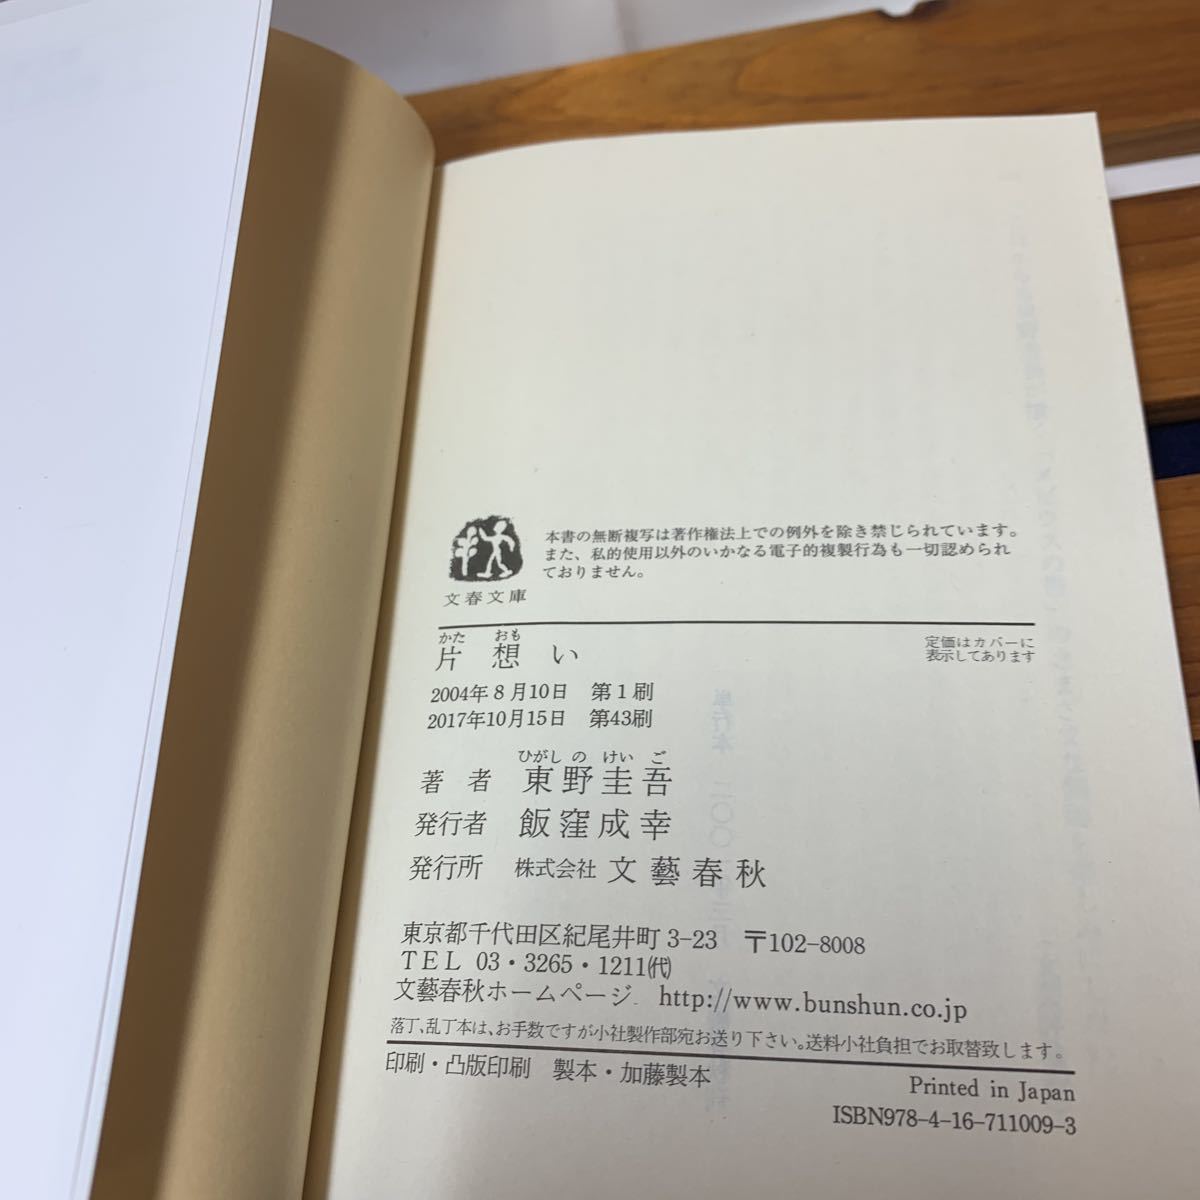 本書の無断複写は著作権法上での例外を除き禁じられています。
また、私的使用以外のいかなる電子的複製行為も一切認められ
ておりません。
文春文庫
かた おも
片想い
定価はカバーに
表示してあります
2004年8月10日 第1刷
2017年10月15日 第43刷
ひがし の けい ご
著者 東野圭吾
発行者 飯窪成幸
発行所 株式会社 文藝春秋
東京都千代田区紀尾井町3-23 〒102-8008
TEL 03・3265・1211㈹
文藝春秋ホームページ http://www.bunshun.co.jp
落丁、乱丁本は、お手数ですが小社製作部宛お送り下さい。送料小社負担でお取替致します。
印刷・凸版印刷 製本・加藤製本
Printed in Japan
ISBN978-4-16-711009-3